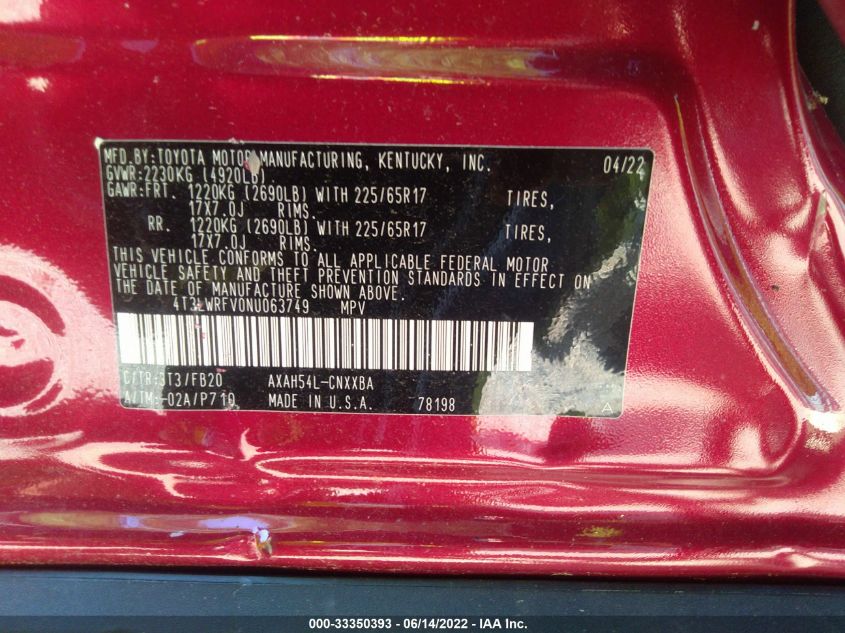 MFD.BY:TOYOTA MOTOR MANUFACTURING, KENTUCKY, INC. 04/22
GVWR:2230KG (4920LB)
GAWR:FRT. 1220KG (2690LB) WITH 225/65R17 TIRES,
17X7.0J RIMS.
RR. 1220KG (2690LB) WITH 225/65R17 TIRES,
17X7.0J RIMS.
THIS VEHICLE CONFORMS TO ALL APPLICABLE FEDERAL MOTOR
VEHICLE SAFETY AND THEFT PREVENTION STANDARDS IN EFFECT ON
THE DATE OF MANUFACTURE SHOWN ABOVE.
4T3LWRFV0NU063749 MPV
C/TR:3T3/FB20 AXAH54L-CNXXBA
A/TM:-02A/P710 MADE IN U.S.A. 78198 A
000-33350393 - 06/14/2022 - IAA Inc.